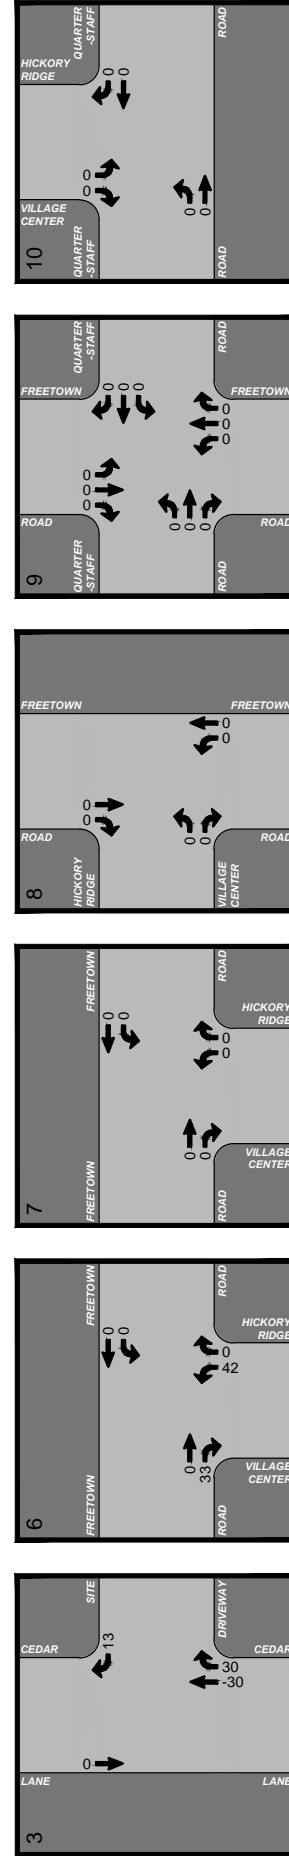 10
HICKORY
RIDGE
QUARTER
-STAFF
ROAD
0
0
0
0
0
0
VILLAGE
CENTER
QUARTER
-STAFF
ROAD
9
FREETOWN
QUARTER
-STAFF
ROAD
FREETOWN
0
0
0
0
0
0
0
0
0
0
0
0
ROAD
QUARTER
-STAFF
ROAD
ROAD
8
FREETOWN
FREETOWN
0
0
0
0
0
0
ROAD
HICKORY
RIDGE
VILLAGE
CENTER
ROAD
7
FREETOWN
ROAD
HICKORY
RIDGE
0
0
0
0
0
0
FREETOWN
ROAD
VILLAGE
CENTER
6
FREETOWN
ROAD
HICKORY
RIDGE
0
0
0
42
0
33
FREETOWN
ROAD
VILLAGE
CENTER
3
CEDAR
SITE
DRIVEWAY
CEDAR
13
30
-30
0
LANE
LANE